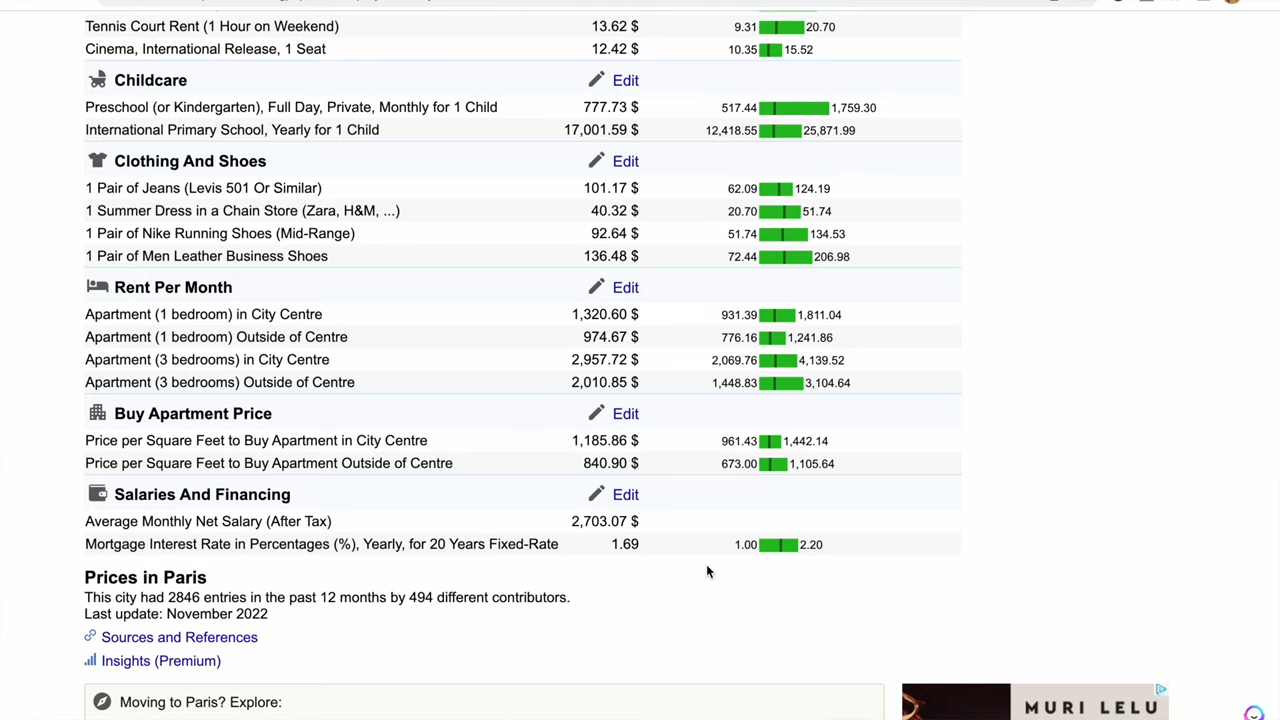 Tennis Court Rent (1 Hour on Weekend) 13.62 $ 9.31 20.70
Cinema, International Release, 1 Seat 12.42 $ 10.35 15.52
Childcare Edit
Preschool (or Kindergarten), Full Day, Private, Monthly for 1 Child 777.73 $ 517.44 1,759.30
International Primary School, Yearly for 1 Child 17,001.59 $ 12,418.55 25,871.99
Clothing And Shoes Edit
1 Pair of Jeans (Levis 501 Or Similar) 101.17 $ 62.09 124.19
1 Summer Dress in a Chain Store (Zara, H&M, ...) 40.32 $ 20.70 51.74
1 Pair of Nike Running Shoes (Mid-Range) 92.64 $ 51.74 134.53
1 Pair of Men Leather Business Shoes 136.48 $ 72.44 206.98
Rent Per Month Edit
Apartment (1 bedroom) in City Centre 1,320.60 $ 931.39 1,811.04
Apartment (1 bedroom) Outside of Centre 974.67 $ 776.16 1,241.86
Apartment (3 bedrooms) in City Centre 2,957.72 $ 2,069.76 4,139.52
Apartment (3 bedrooms) Outside of Centre 2,010.85 $ 1,448.83 3,104.64
Buy Apartment Price Edit
Price per Square Feet to Buy Apartment in City Centre 1,185.86 $ 961.43 1,442.14
Price per Square Feet to Buy Apartment Outside of Centre 840.90 $ 673.00 1,105.64
Salaries And Financing Edit
Average Monthly Net Salary (After Tax) 2,703.07 $
Mortgage Interest Rate in Percentages (%), Yearly, for 20 Years Fixed-Rate 1.69 1.00 2.20
Prices in Paris
This city had 2846 entries in the past 12 months by 494 different contributors.
Last update: November 2022
Sources and References
Insights (Premium)
Moving to Paris? Explore:
MURI LELU